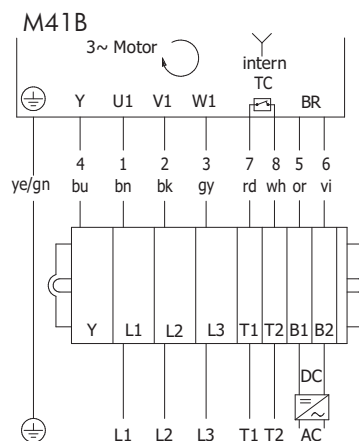 M41B
3~ Motor
intern
TC
Y U1 V1 W1 BR
4 1 2 3 7 8 5 6
ye/gn bu bn bk gy rd wh or vi
Y L1 L2 L3 T1 T2 B1 B2
DC
= ~
L1 L2 L3 T1 T2 AC